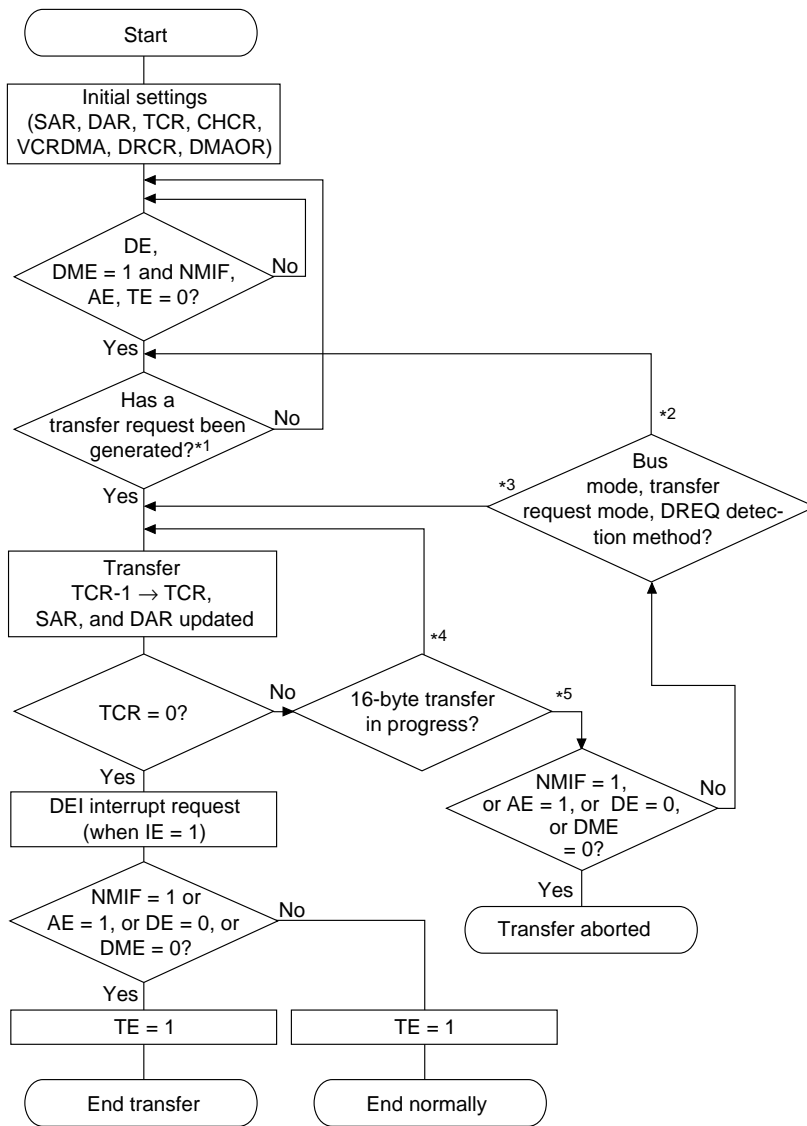 Start
Initial settings
(SAR, DAR, TCR, CHCR,
VCRDMA, DRCR, DMAOR)
DE,
DME = 1 and NMIF,
AE, TE = 0?
No
Yes
Has a
transfer request been
generated?*1
No
Yes
*2
Bus
mode, transfer
request mode, DREQ detec-
tion method?
*3
Transfer
TCR-1 → TCR,
SAR, and DAR updated
*4
TCR = 0?
No
16-byte transfer
in progress?
*5
Yes
NMIF = 1,
or AE = 1, or DE = 0,
or DME
= 0?
No
Yes
Transfer aborted
DEI interrupt request
(when IE = 1)
NMIF = 1 or
AE = 1, or DE = 0, or
DME = 0?
No
Yes
TE = 1
TE = 1
End transfer
End normally